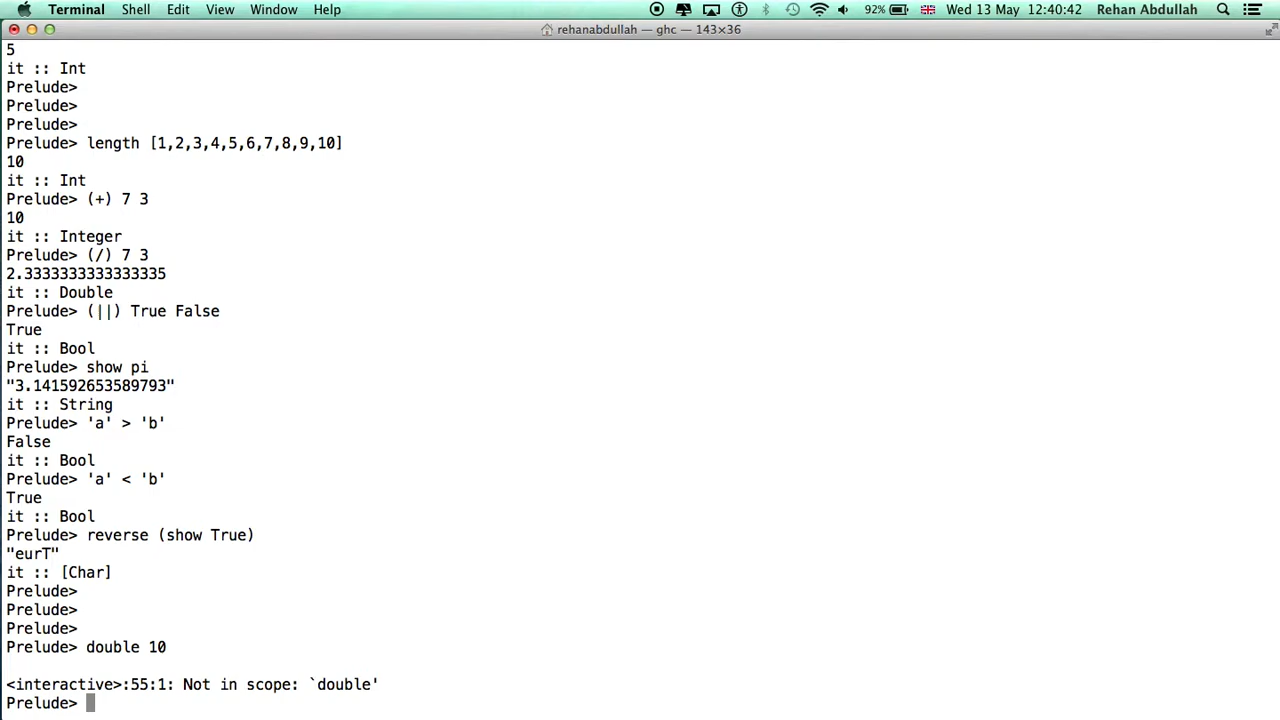 Terminal Shell Edit View Window Help 92% Wed 13 May 12:40:42 Rehan Abdullah
rehanabdullah — ghc — 143×36
5
it :: Int
Prelude>
Prelude>
Prelude>
Prelude> length [1,2,3,4,5,6,7,8,9,10]
10
it :: Int
Prelude> (+) 7 3
10
it :: Integer
Prelude> (/) 7 3
2.3333333333333335
it :: Double
Prelude> (||) True False
True
it :: Bool
Prelude> show pi
"3.141592653589793"
it :: String
Prelude> 'a' > 'b'
False
it :: Bool
Prelude> 'a' < 'b'
True
it :: Bool
Prelude> reverse (show True)
"eurT"
it :: [Char]
Prelude>
Prelude>
Prelude>
Prelude> double 10
<interactive>:55:1: Not in scope: `double'
Prelude>